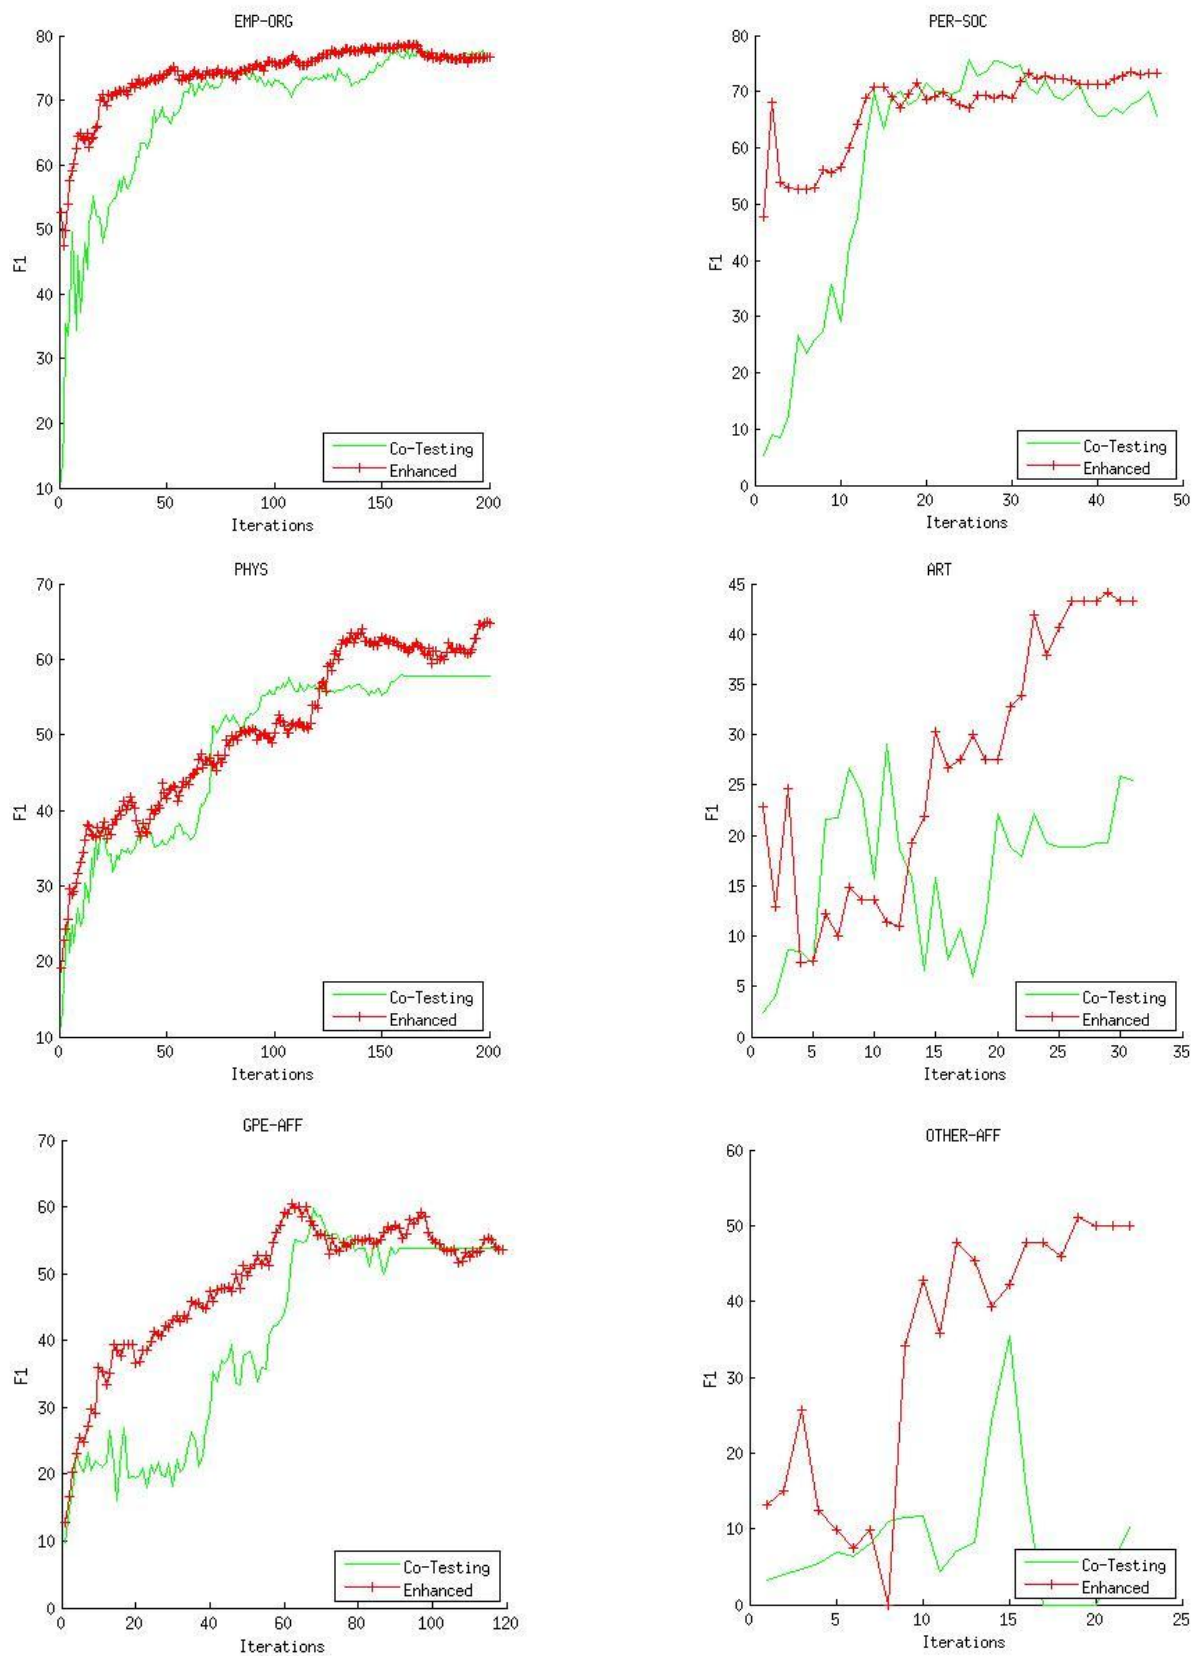 EMP-ORG
80
70
60
50
40
30
20
10
F1
0
50
100
150
200
Iterations
Co-Testing
Enhanced
PER-SOC
80
70
60
50
40
30
20
10
0
F1
0
10
20
30
40
50
Iterations
Co-Testing
Enhanced
PHYS
70
60
50
40
30
20
10
F1
0
50
100
150
200
Iterations
Co-Testing
Enhanced
ART
45
40
35
30
25
20
15
10
5
0
F1
0
5
10
15
20
25
30
35
Iterations
Co-Testing
Enhanced
GPE-AFF
70
60
50
40
30
20
10
0
F1
0
20
40
60
80
100
120
Iterations
Co-Testing
Enhanced
OTHER-AFF
60
50
40
30
20
10
0
F1
0
5
10
15
20
25
Iterations
Co-Testing
Enhanced